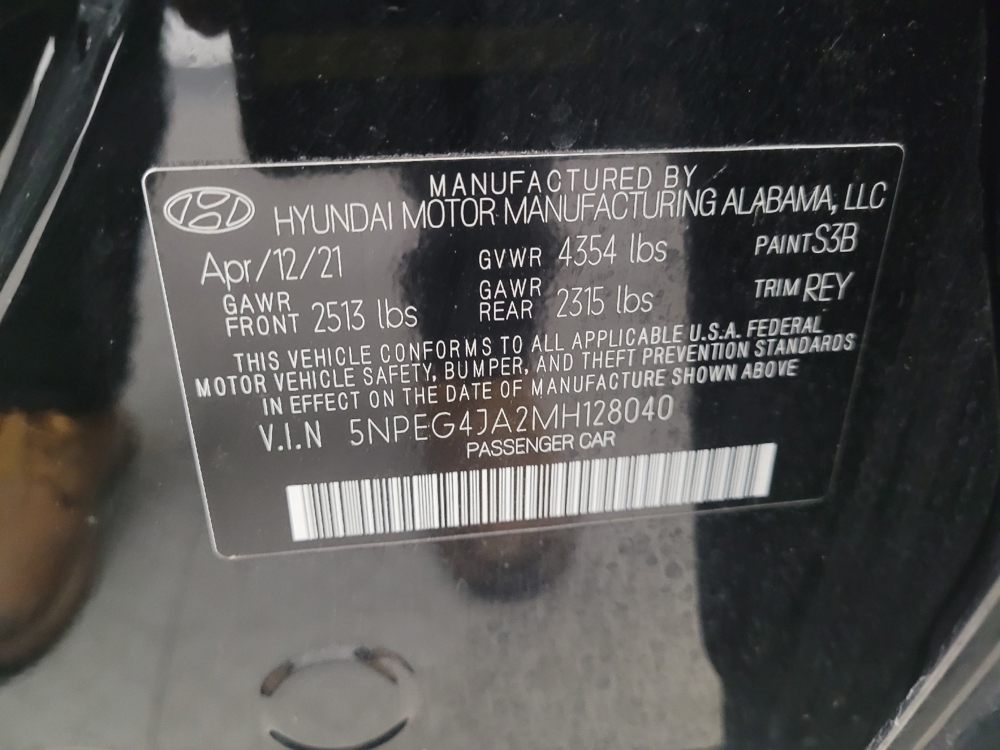 MANUFACTURED BY
HYUNDAI MOTOR MANUFACTURING ALABAMA, LLC
Apr/12/21 GVWR 4354 lbs PAINT S3B
GAWR FRONT 2513 lbs GAWR REAR 2315 lbs TRIM REY
THIS VEHICLE CONFORMS TO ALL APPLICABLE U.S.A. FEDERAL
MOTOR VEHICLE SAFETY, BUMPER, AND THEFT PREVENTION STANDARDS
IN EFFECT ON THE DATE OF MANUFACTURE SHOWN ABOVE
V.I.N 5NPEG4JA2MH128040
PASSENGER CAR